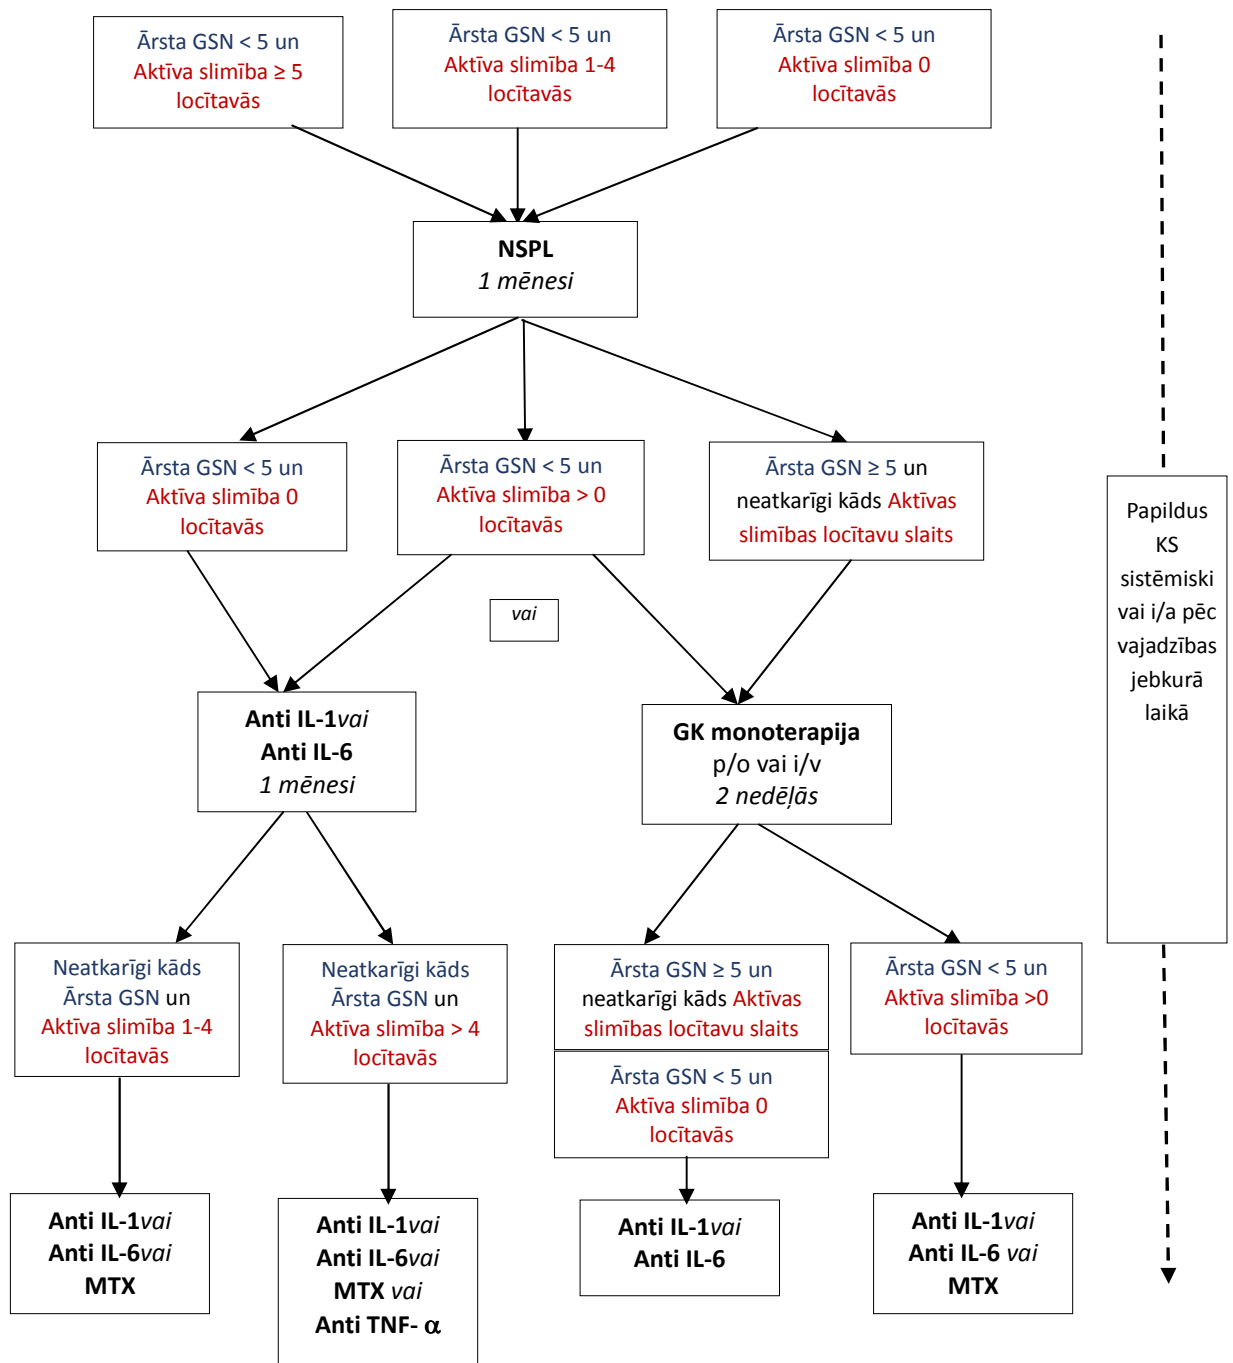 Ārsta GSN < 5 un
Aktīva slimība ≥ 5
locītavās
Ārsta GSN < 5 un
Aktīva slimība 1-4
locītavās
Ārsta GSN < 5 un
Aktīva slimība 0
locītavās
NSPL
1 mēnesi
Ārsta GSN < 5 un
Aktīva slimība 0
locītavās
Ārsta GSN < 5 un
Aktīva slimība > 0
locītavās
Ārsta GSN ≥ 5 un
neatkarīgi kāds Aktīvas
slimības locītavu slaits
Papildus
KS
sistēmiski
vai i/a pēc
vajadzības
jebkurā
laikā
vai
Anti IL-1vai
Anti IL-6
1 mēnesi
GK monoterapija
p/o vai i/v
2 nedēļās
Neatkarīgi kāds
Ārsta GSN un
Aktīva slimība 1-4
locītavās
Neatkarīgi kāds
Ārsta GSN un
Aktīva slimība > 4
locītavās
Ārsta GSN ≥ 5 un
neatkarīgi kāds Aktīvas
slimības locītavu slaits
Ārsta GSN < 5 un
Aktīva slimība 0
locītavās
Ārsta GSN < 5 un
Aktīva slimība >0
locītavās
Anti IL-1vai
Anti IL-6vai
MTX
Anti IL-1vai
Anti IL-6vai
MTX vai
Anti TNF- α
Anti IL-1vai
Anti IL-6
Anti IL-1vai
Anti IL-6 vai
MTX